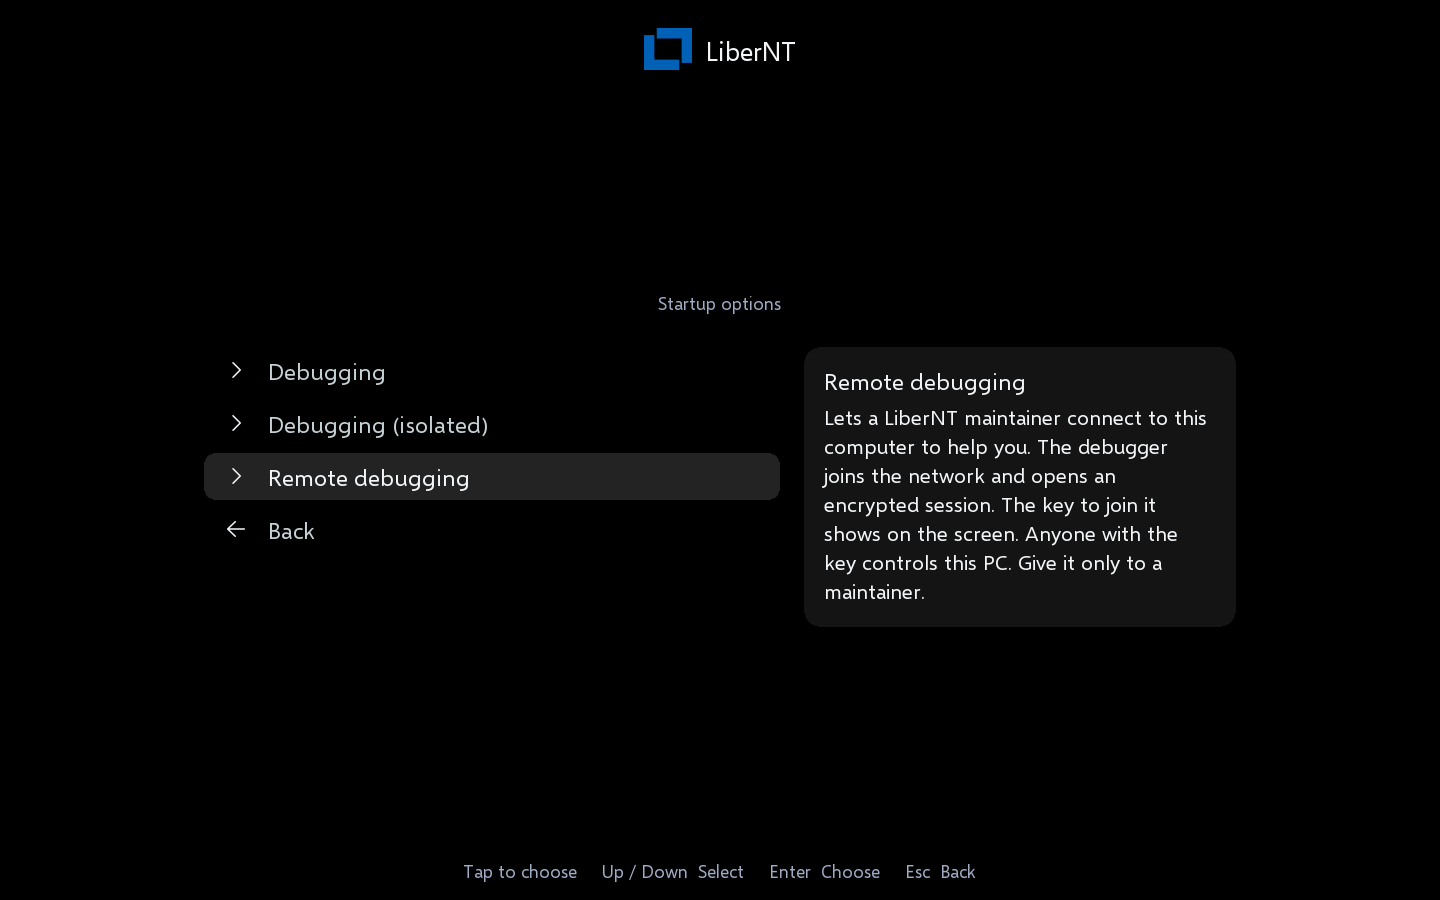 LiberNT
Startup options
Debugging
Debugging (isolated)
Remote debugging
Back
Remote debugging
Lets a LiberNT maintainer connect to this
computer to help you. The debugger
joins the network and opens an
encrypted session. The key to join it
shows on the screen. Anyone with the
key controls this PC. Give it only to a
maintainer.
Tap to choose Up / Down Select Enter Choose Esc Back